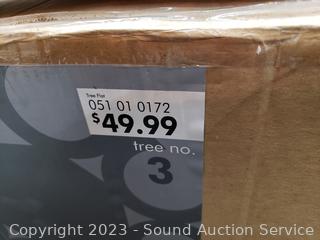 Tree Flat
051 01 0172
$49.99
tree no.
3
Copyright 2023 - Sound Auction Service